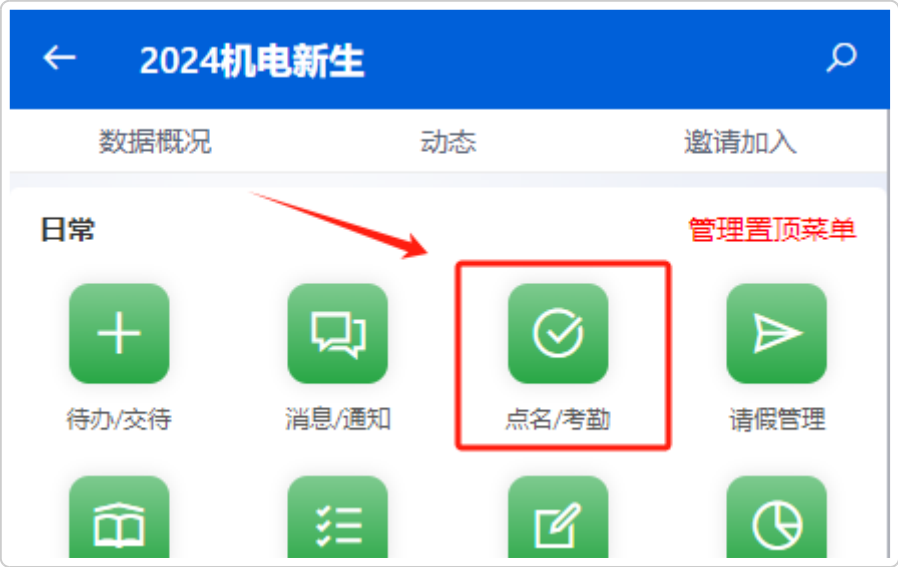 2024机电新生
数据概况 动态 邀请加入
日常 管理置顶菜单
待办/交待 消息/通知 点名/考勤 请假管理